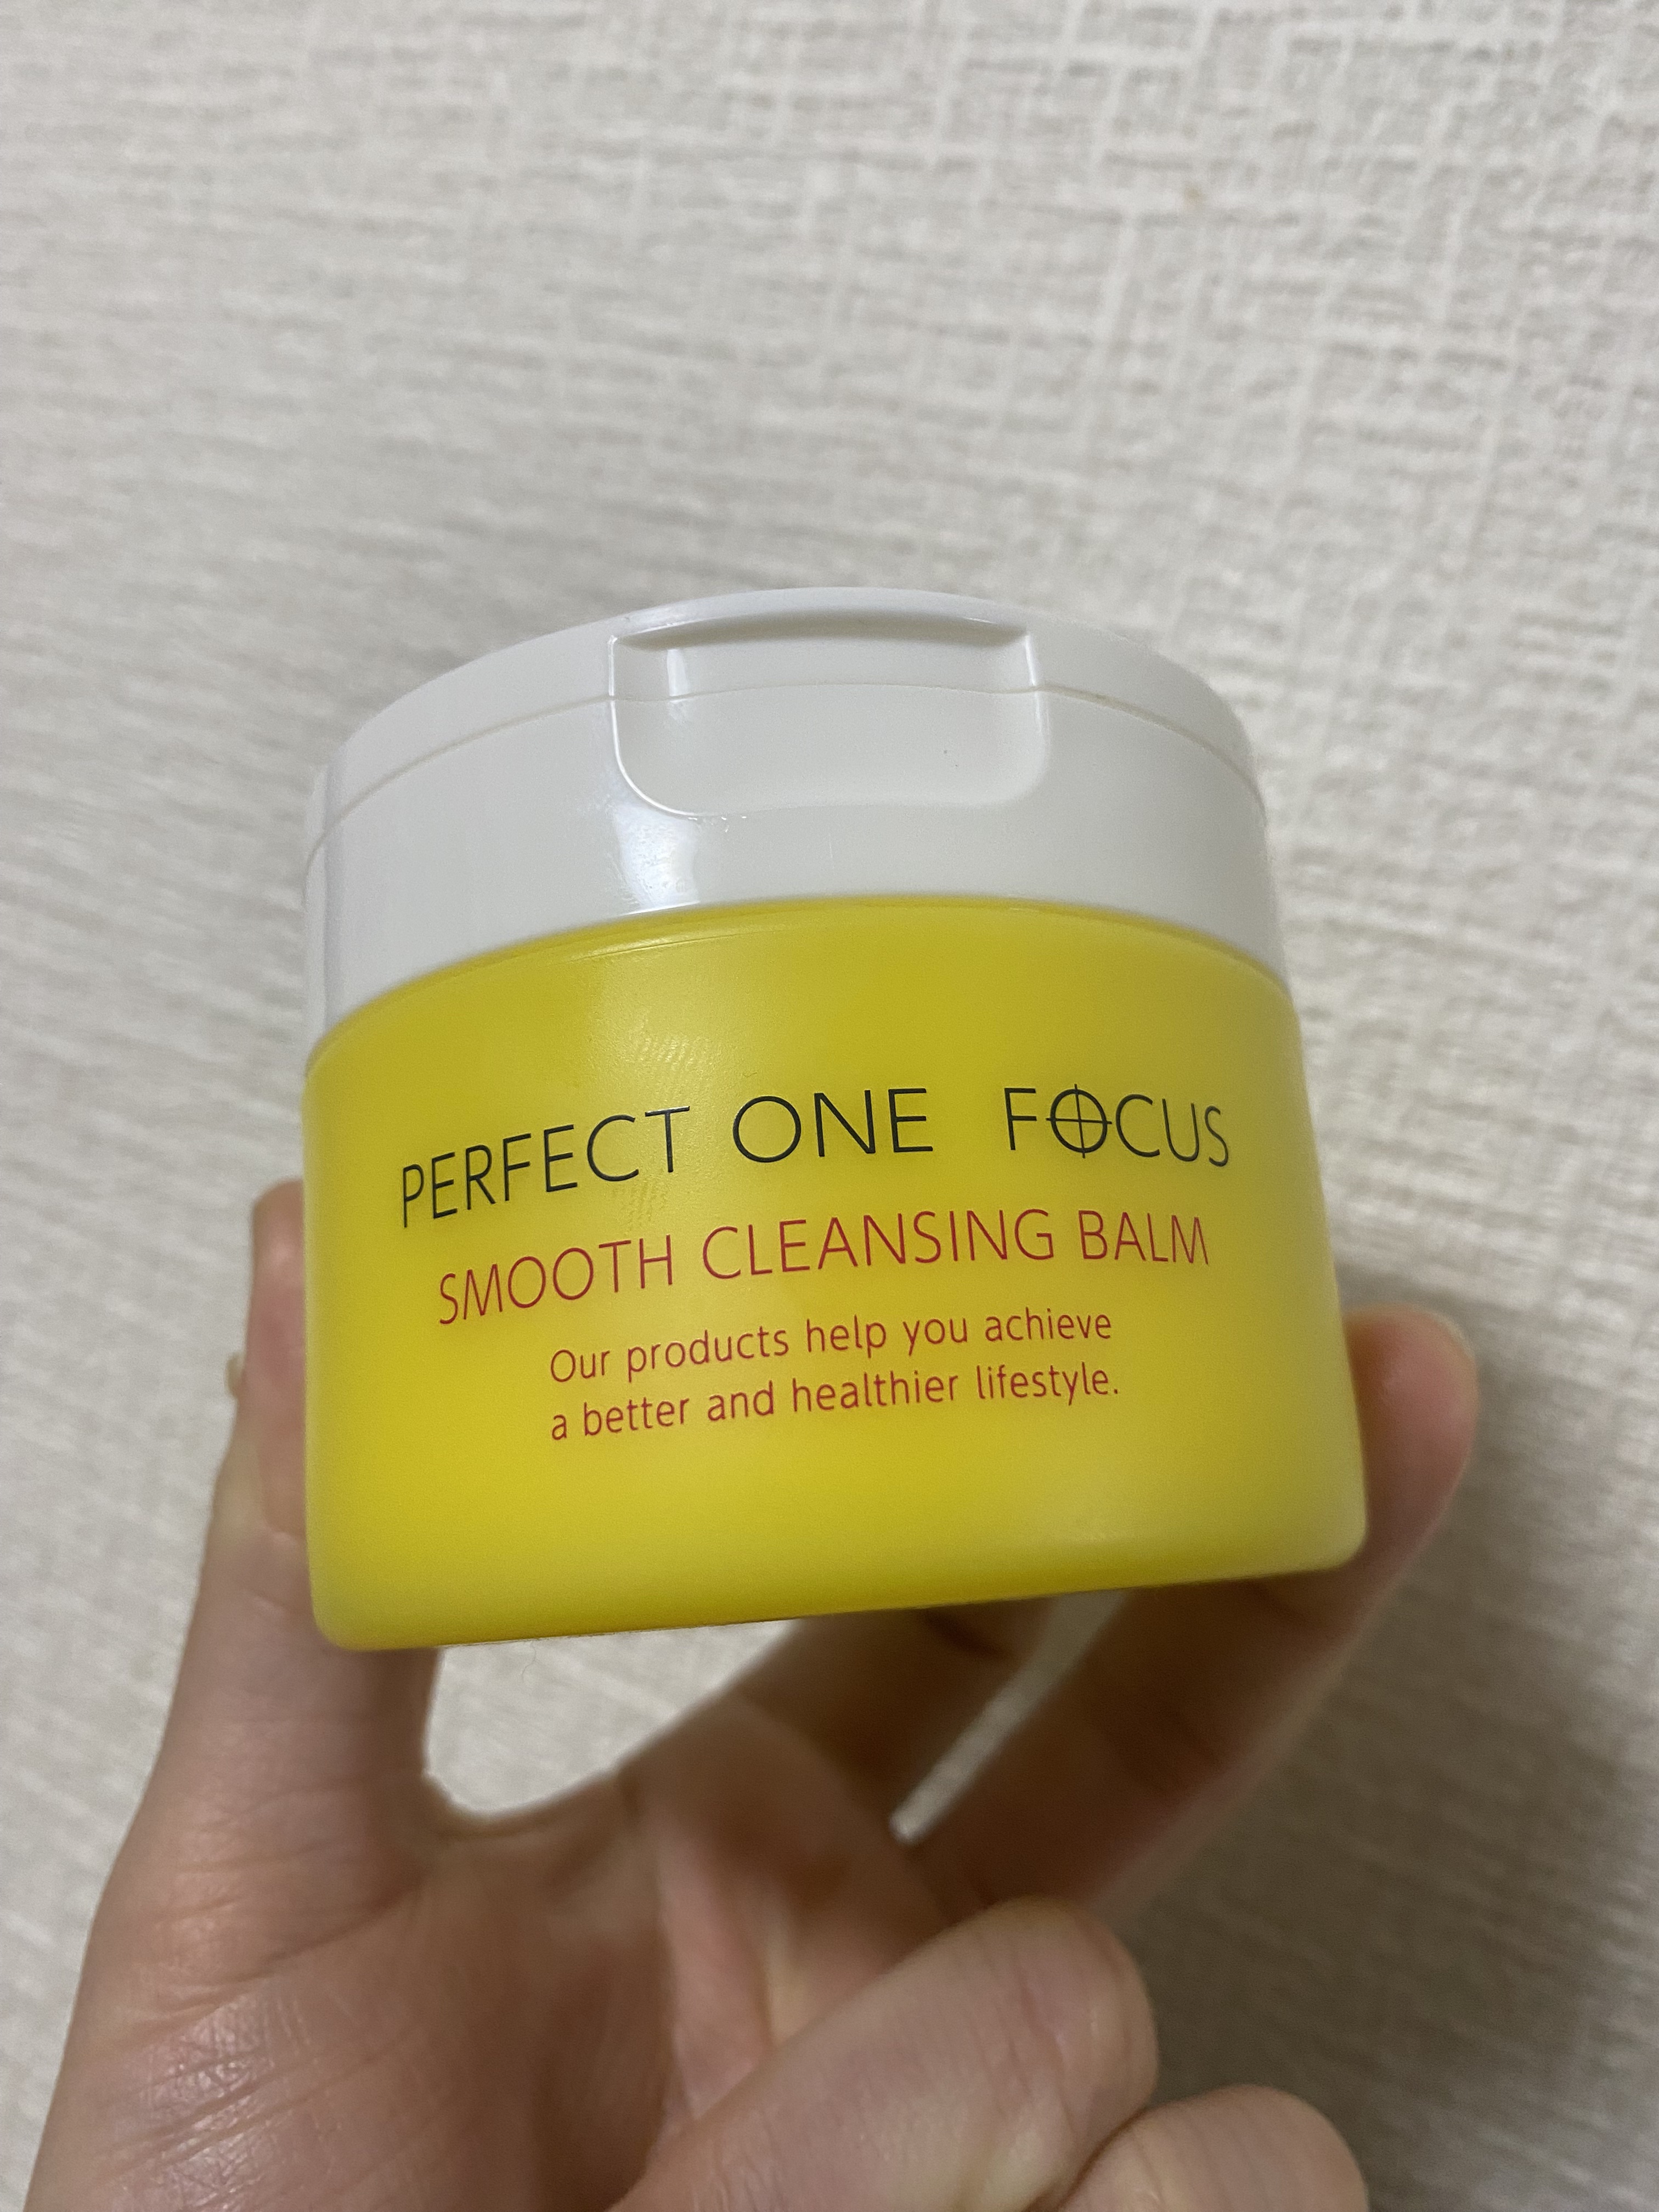 PERFECT ONE FOCUS
SMOOTH CLEANSING BALM
Our products help you achieve
a better and healthier lifestyle.